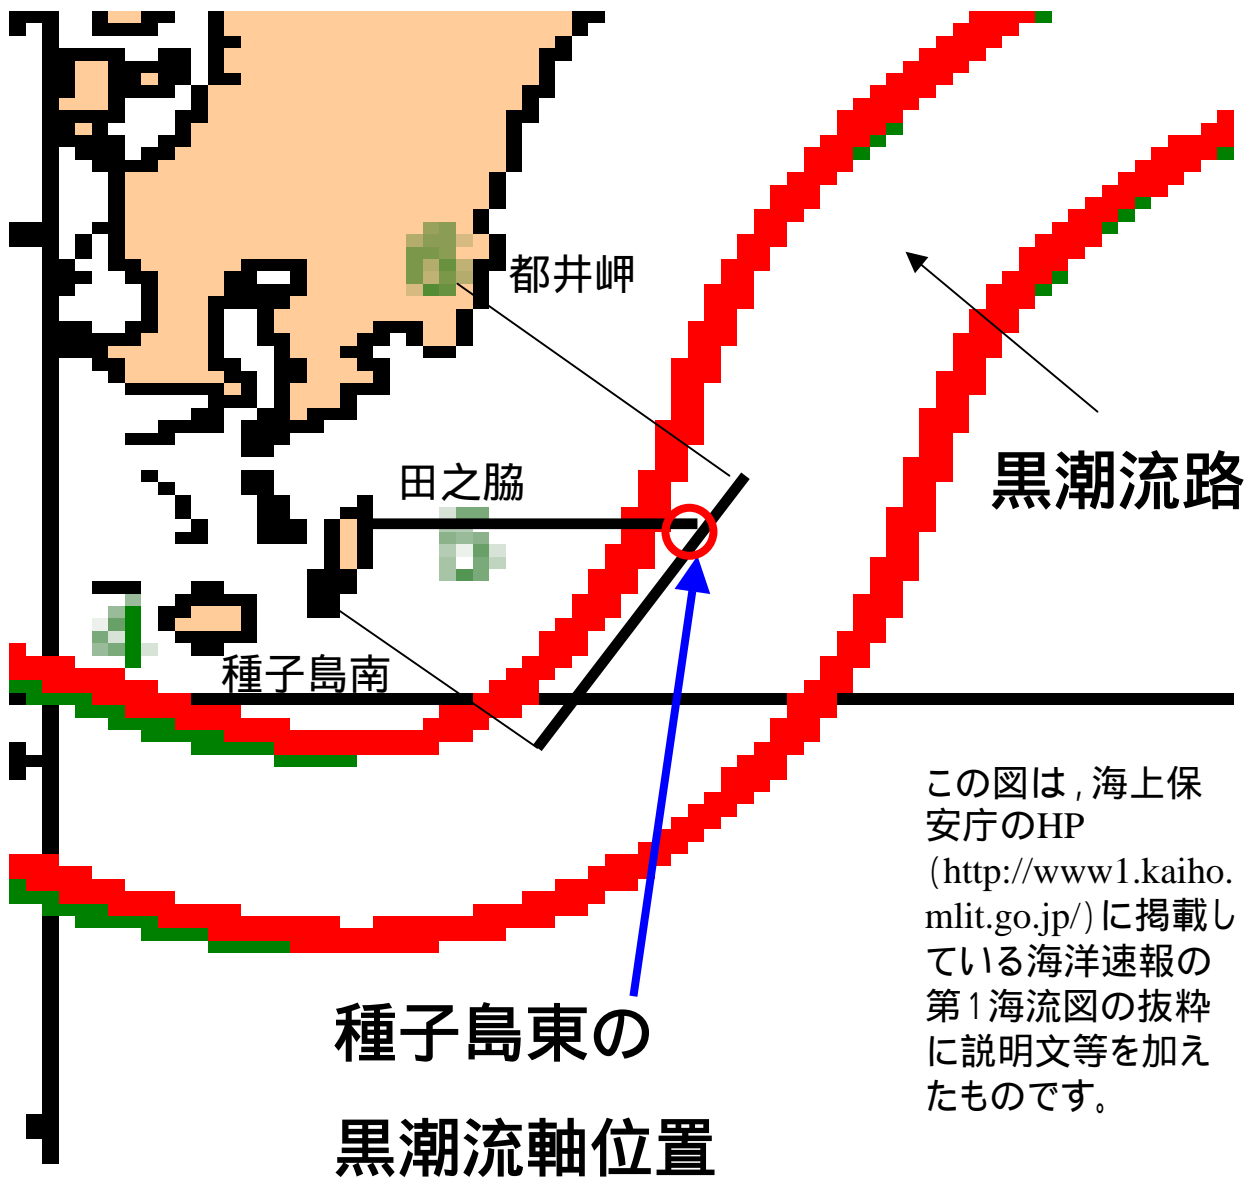 都井岬
黒潮流路
田之脇
種子島南
この図は,海上保
安庁のHP
(http://www1.kaiho.
mlit.go.jp/)に掲載し
ている海洋速報の
第1海流図の抜粋
に説明文等を加え
たものです。
種子島東の
黒潮流軸位置